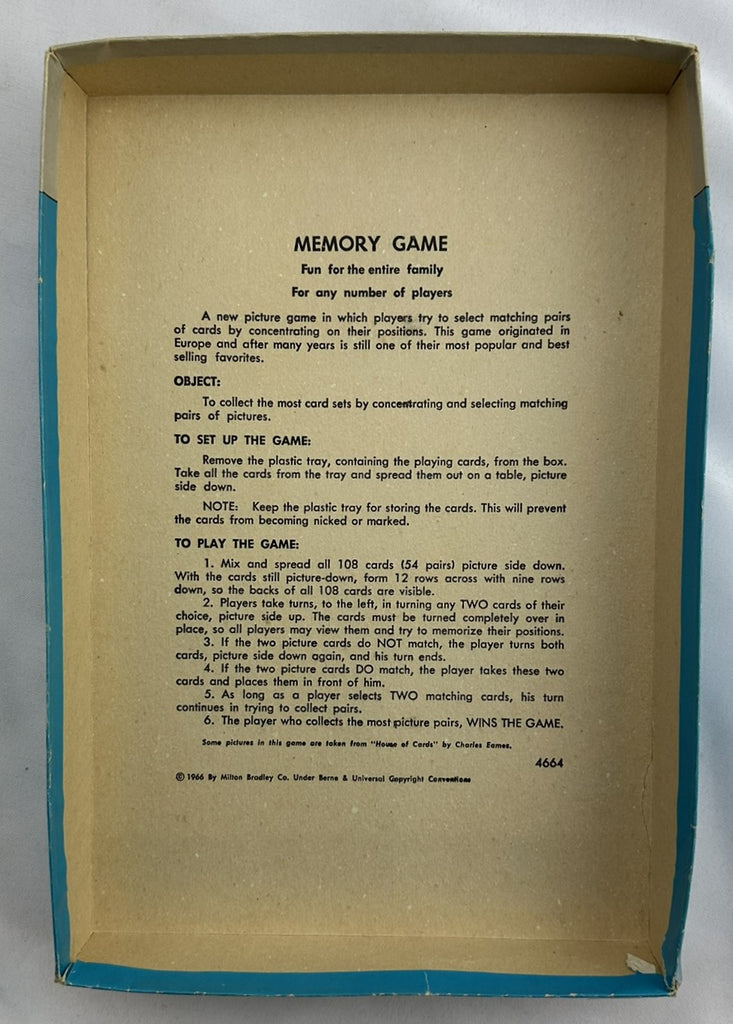 MEMORY GAME
Fun for the entire family
For any number of players
A new picture game in which players try to select matching pairs
of cards by concentrating on their positions. This game originated in
Europe and after many years is still one of their most popular and best
selling favorites.
OBJECT:
To collect the most card sets by concentrating and selecting matching
pairs of pictures.
TO SET UP THE GAME:
Remove the plastic tray, containing the playing cards, from the box.
Take all the cards from the tray and spread them out on a table, picture
side down.
NOTE: Keep the plastic tray for storing the cards. This will prevent
the cards from becoming nicked or marked.
TO PLAY THE GAME:
1. Mix and spread all 108 cards (54 pairs) picture side down.
With the cards still picture-down, form 12 rows across with nine rows
down, so the backs of all 108 cards are visible.
2. Players take turns, to the left, in turning any TWO cards of their
choice, picture side up. The cards must be turned completely over in
place, so all players may view them and try to memorize their positions.
3. If the two picture cards do NOT match, the player turns both
cards, picture side down again, and his turn ends.
4. If the two picture cards DO match, the player takes these two
cards and places them in front of him.
5. As long as a player selects TWO matching cards, his turn
continues in trying to collect pairs.
6. The player who collects the most picture pairs, WINS THE GAME.
Some pictures in this game are taken from "House of Cards" by Charles Eames.
4664
© 1966 By Milton Bradley Co. Under Berne & Universal Copyright Conventions